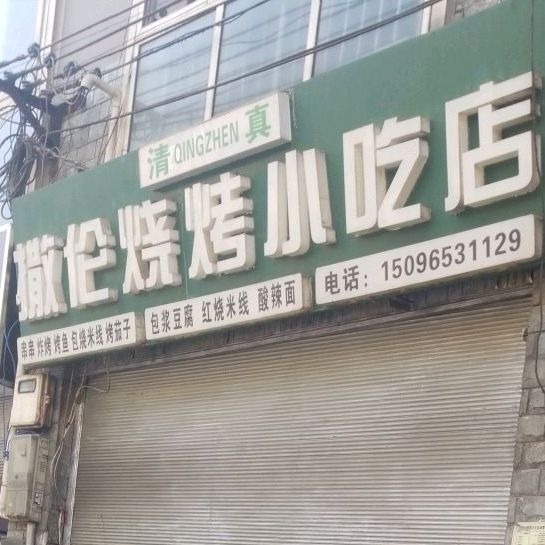 清 QINGZHEN 真
撒伦烧烤小吃店
串串 炸烤 烤鱼 包烧米线 烤茄子
包浆豆腐 红烧米线 酸辣面
电话：15096531129